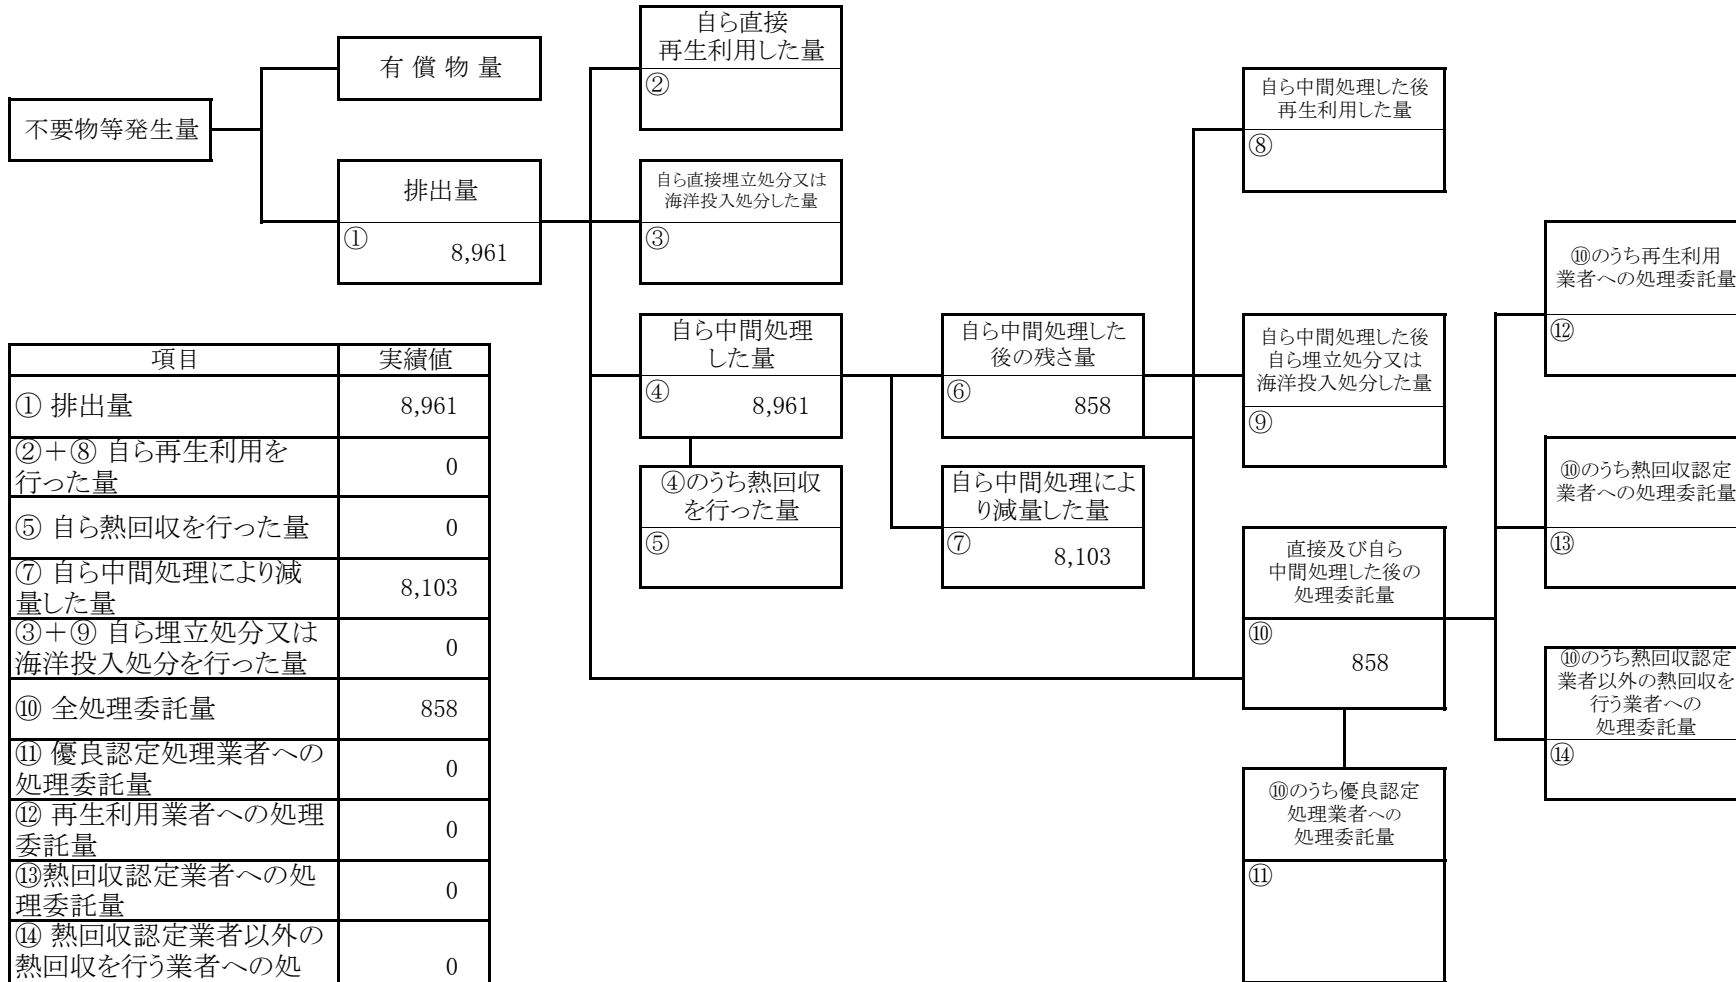 不要物等発生量
有 償 物 量
排出量
①
8,961
自ら直接
再生利用した量
②
自ら直接埋立処分又は
海洋投入処分した量
③
自ら中間処理
した量
④
8,961
④のうち熱回収
を行った量
⑤
自ら中間処理した
後の残さ量
⑥
858
自ら中間処理によ
り減量した量
⑦
8,103
自ら中間処理した後
再生利用した量
⑧
自ら中間処理した後
自ら埋立処分又は
海洋投入処分した量
⑨
直接及び自ら
中間処理した後の
処理委託量
⑩
858
⑩のうち優良認定
処理業者への
処理委託量
⑪
⑩のうち再生利用
業者への処理委託量
⑫
⑩のうち熱回収認定
業者への処理委託量
⑬
⑩のうち熱回収認定
業者以外の熱回収を
行う業者への
処理委託量
⑭
項目 実績値
① 排出量 8,961
②＋⑧ 自ら再生利用を
行った量 0
⑤ 自ら熱回収を行った量 0
⑦ 自ら中間処理により減
量した量 8,103
③＋⑨ 自ら埋立処分又は
海洋投入処分を行った量 0
⑩ 全処理委託量 858
⑪ 優良認定処理業者への
処理委託量 0
⑫ 再生利用業者への処理
委託量 0
⑬熱回収認定業者への処
理委託量 0
⑭ 熱回収認定業者以外の
熱回収を行う業者への処 0